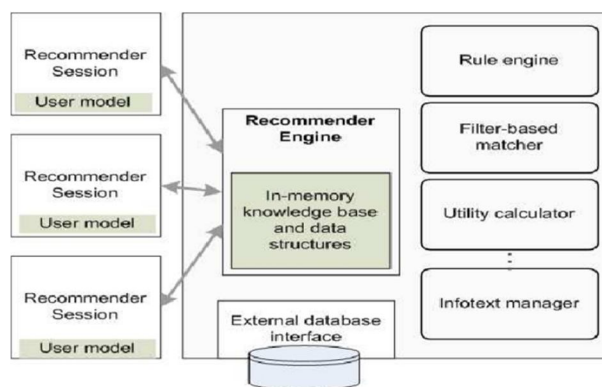 Recommender
Session
User model
Recommender
Session
User model
Recommender
Session
User model
Recommender
Engine
In-memory
knowledge base
and data
structures
External database
interface
Rule engine
Filter-based
matcher
Utility calculator
Infotext manager